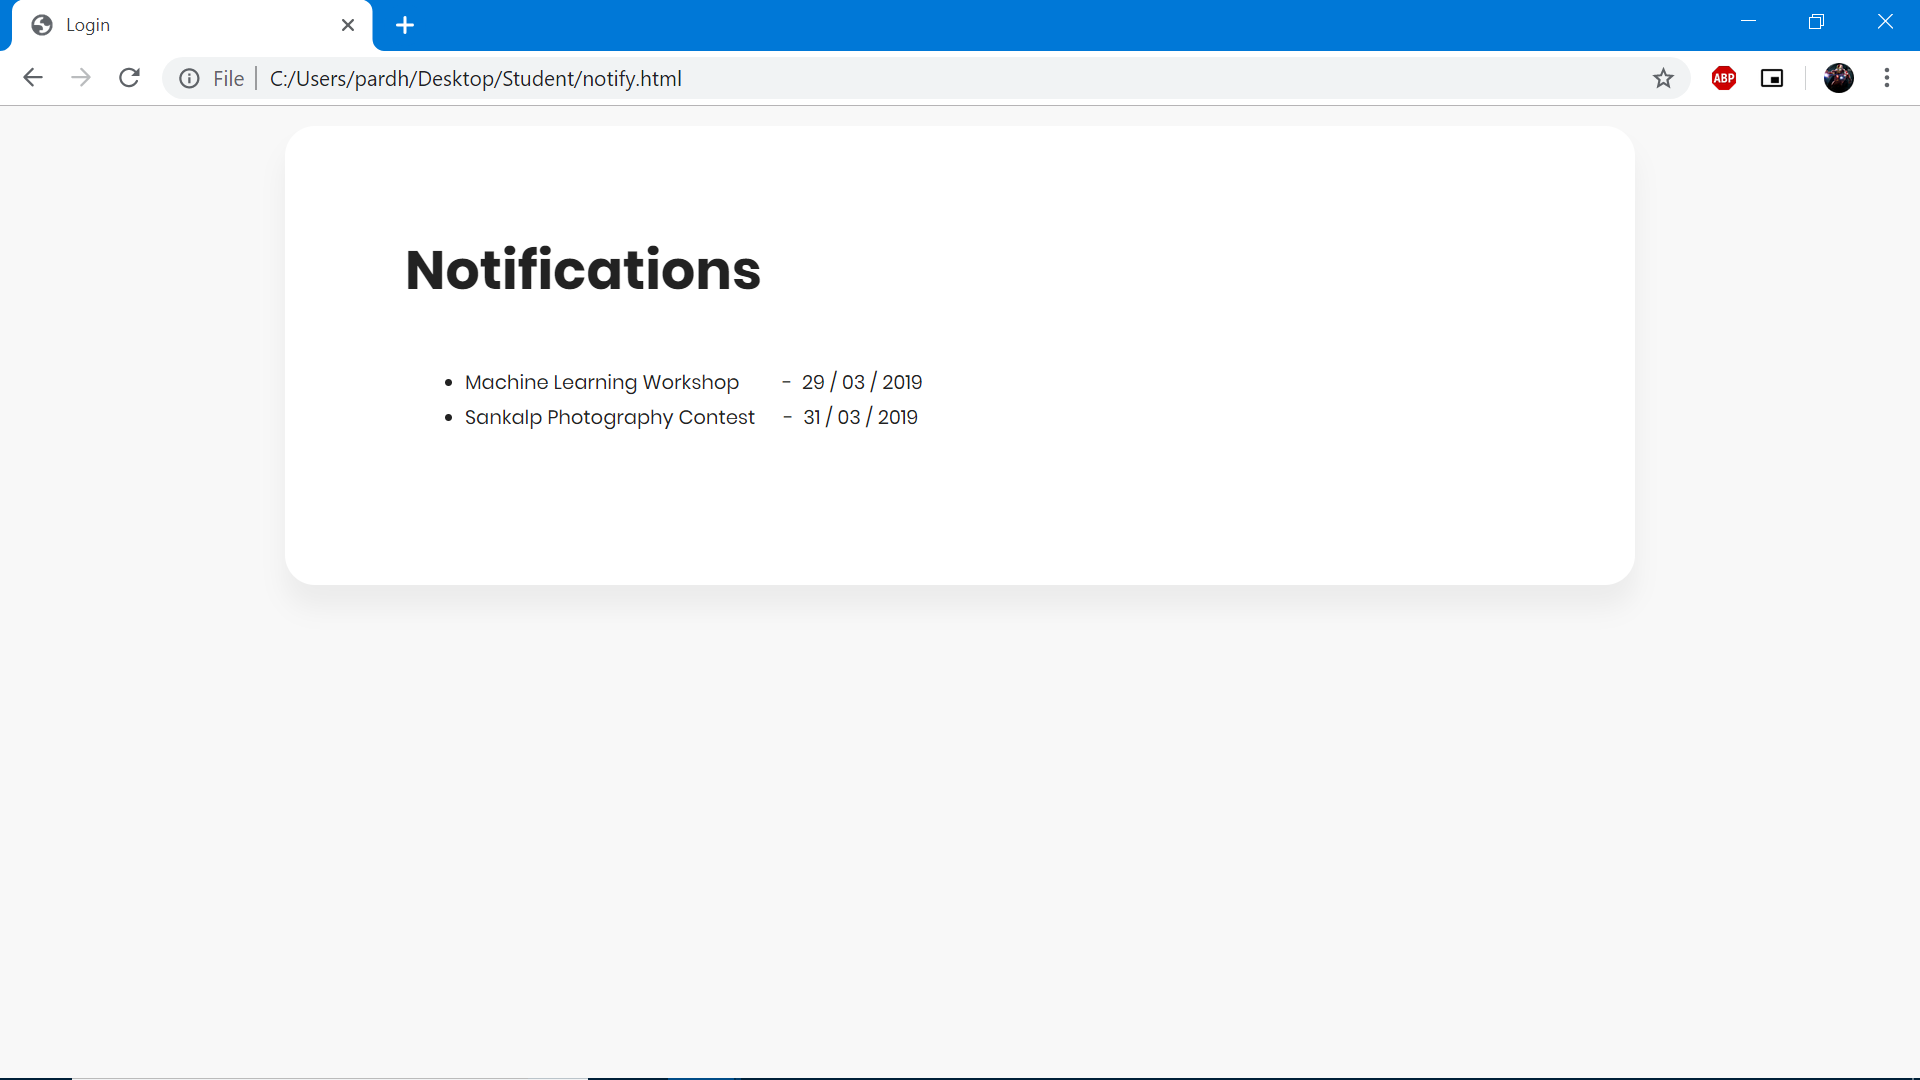 Login
File C:/Users/pardh/Desktop/Student/notify.html
ABP
Notifications
Machine Learning Workshop - 29 / 03 / 2019
Sankalp Photography Contest - 31 / 03 / 2019